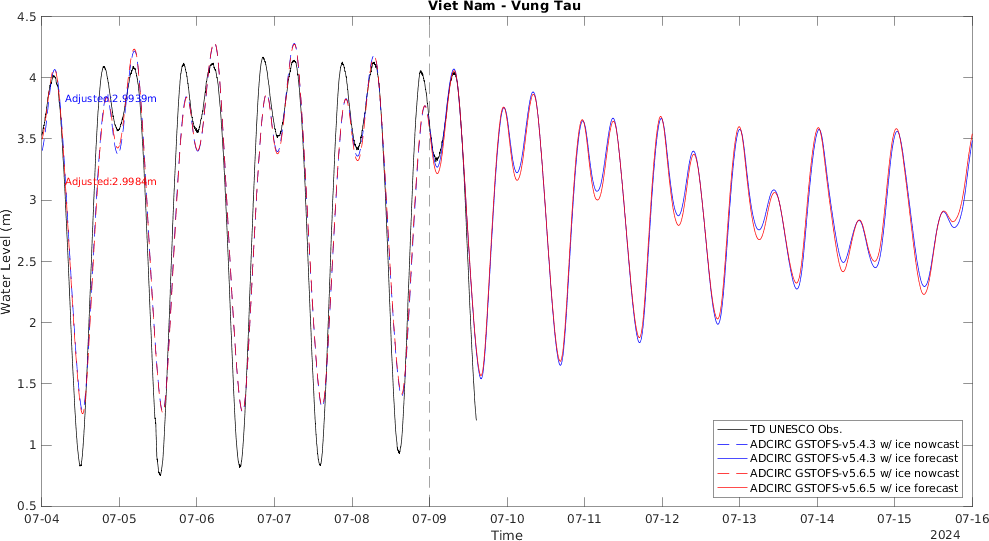 Viet Nam - Vung Tau
Water Level (m)
4.5
4
3.5
3
2.5
2
1.5
1
0.5
Adjusted:2.9939m
Adjusted:2.9984m
TD UNESCO Obs.
ADCIRC GSTOFS-v5.4.3 w/ ice nowcast
ADCIRC GSTOFS-v5.4.3 w/ ice forecast
ADCIRC GSTOFS-v5.6.5 w/ ice nowcast
ADCIRC GSTOFS-v5.6.5 w/ ice forecast
07-04 07-05 07-06 07-07 07-08 07-09 07-10 07-11 07-12 07-13 07-14 07-15 07-16
Time
2024